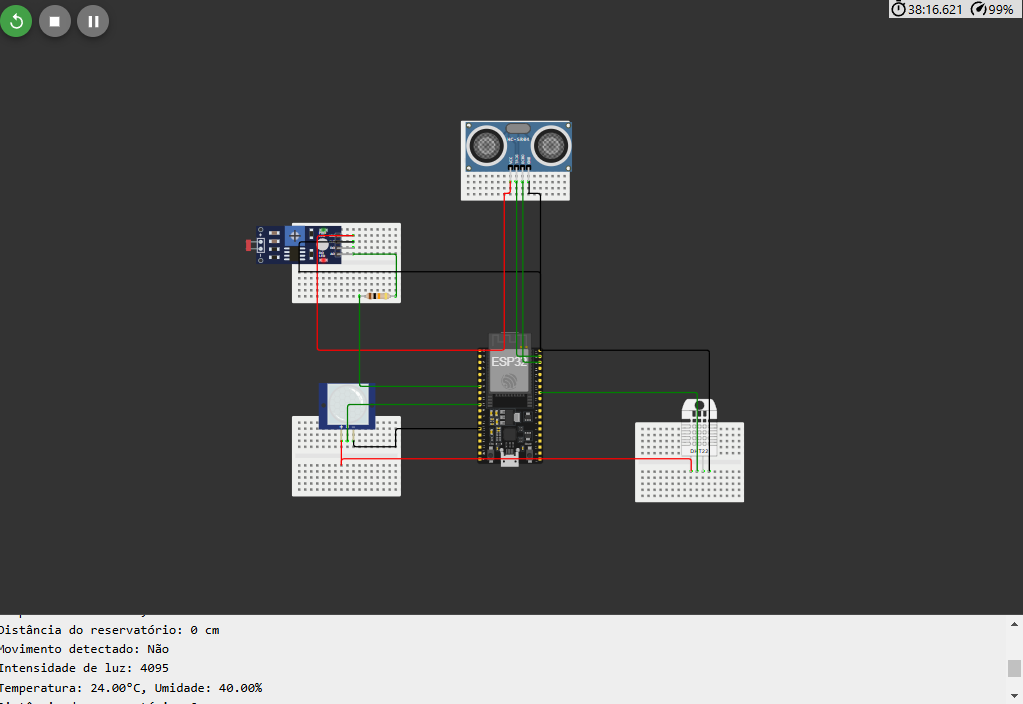 38:16.621 99%
HC-SR04
ESP32
DHT22
Distância do reservatório: 0 cm
Movimento detectado: Não
Intensidade de luz: 4095
Temperatura: 24.00°C, Umidade: 40.00%